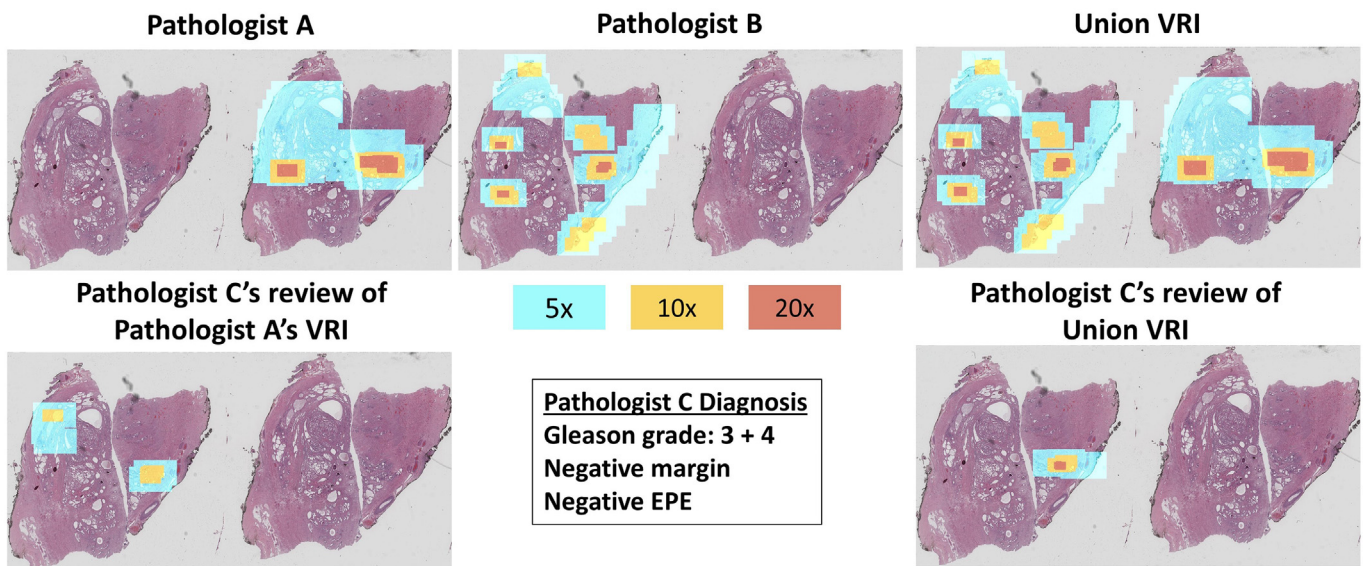 Pathologist A
Pathologist B
Union VRI
Pathologist C's review of
Pathologist A's VRI
5x
10x
20x
Pathologist C's review of
Union VRI
Pathologist C Diagnosis
Gleason grade: 3 + 4
Negative margin
Negative EPE